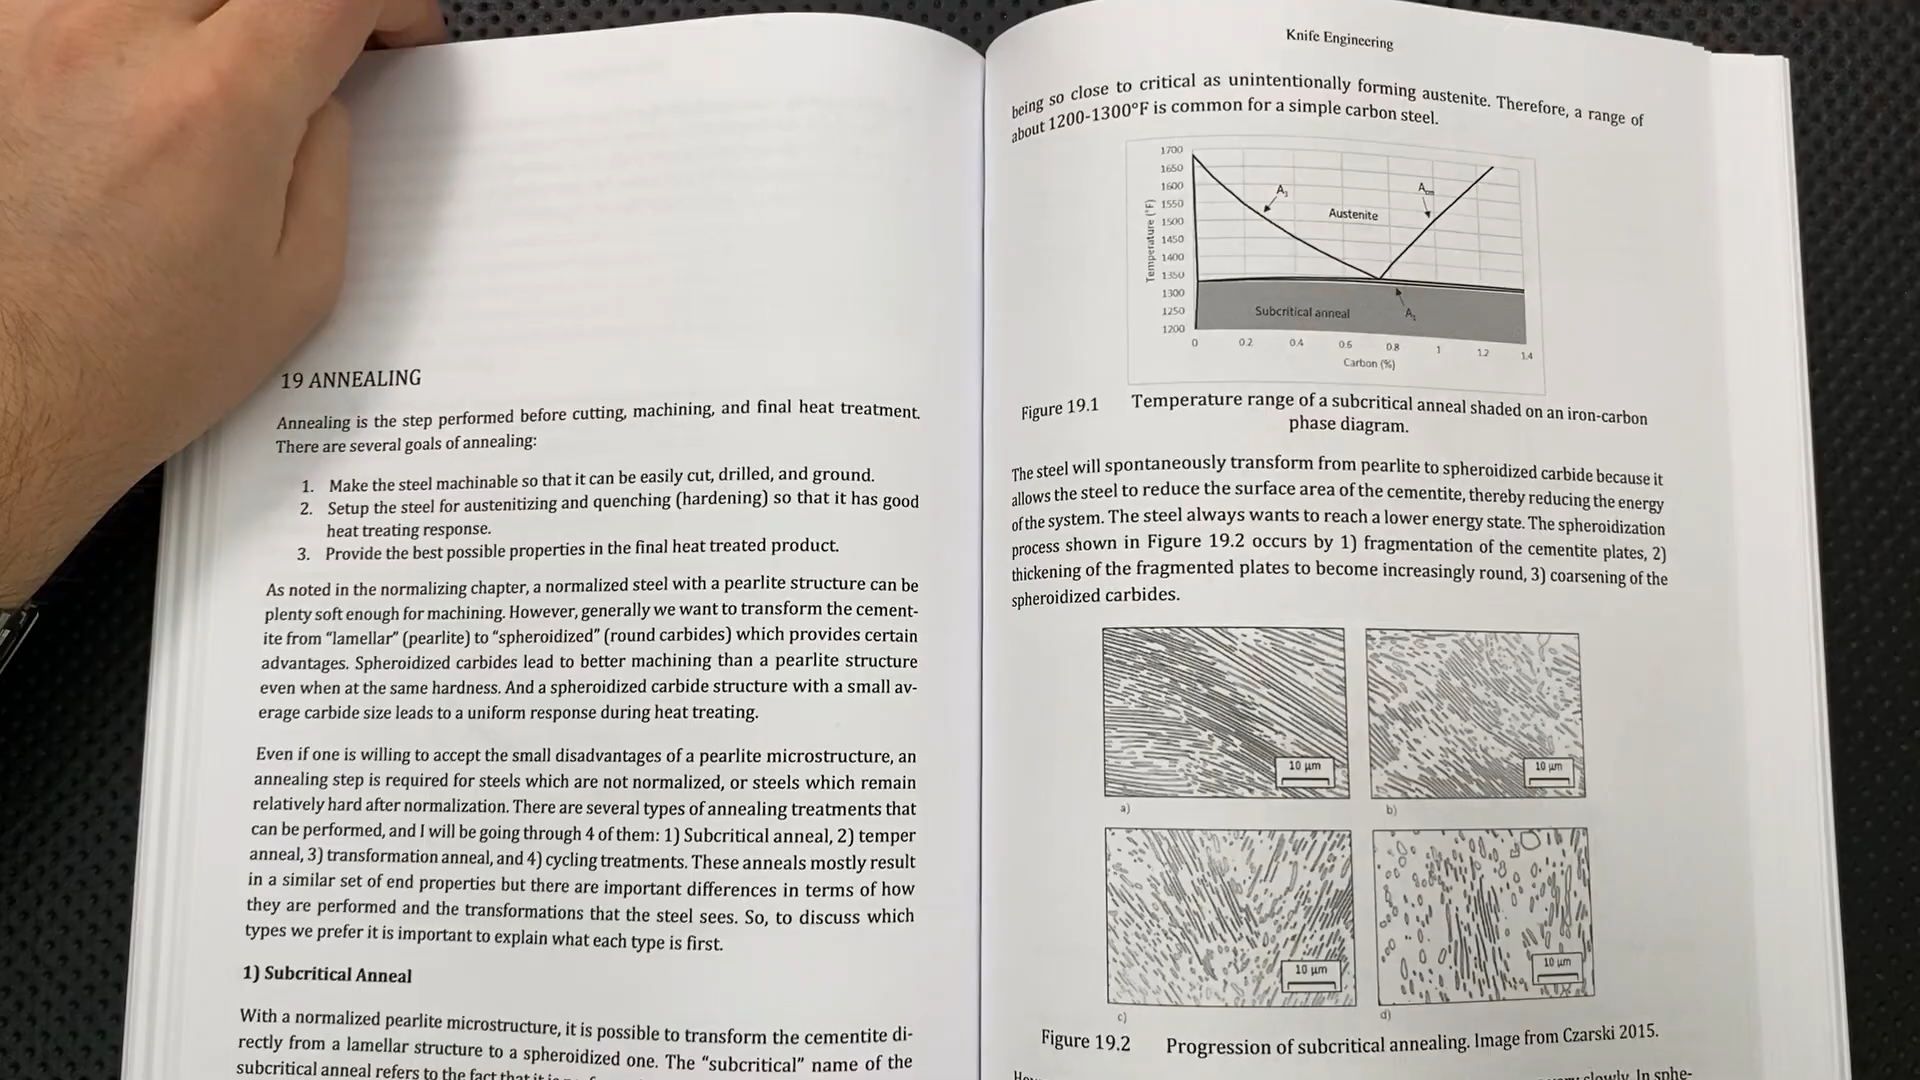 19 ANNEALING
Annealing is the step performed before cutting, machining, and final heat treatment.
There are several goals of annealing:
1. Make the steel machinable so that it can be easily cut, drilled, and ground.
2. Setup the steel for austenitizing and quenching (hardening) so that it has good
heat treating response.
3. Provide the best possible properties in the final heat treated product.
As noted in the normalizing chapter, a normalized steel with a pearlite structure can be
plenty soft enough for machining. However, generally we want to transform the cement-
ite from “lamellar” (pearlite) to “spheroidized” (round carbides) which provides certain
advantages. Spheroidized carbides lead to better machining than a pearlite structure
even when at the same hardness. And a spheroidized carbide structure with a small av-
erage carbide size leads to a uniform response during heat treating.
Even if one is willing to accept the small disadvantages of a pearlite microstructure, an
annealing step is required for steels which are not normalized, or steels which remain
relatively hard after normalization. There are several types of annealing treatments that
can be performed, and I will be going through 4 of them: 1) Subcritical anneal, 2) temper
anneal, 3) transformation anneal, and 4) cycling treatments. These anneals mostly result
in a similar set of end properties but there are important differences in terms of how
they are performed and the transformations that the steel sees. So, to discuss which
types we prefer it is important to explain what each type is first.
1) Subcritical Anneal
With a normalized pearlite microstructure, it is possible to transform the cementite di-
rectly from a lamellar structure to a spheroidized one. The “subcritical” name of the
subcritical anneal refers to the fact that it is
Knife Engineering
being so close to critical as unintentionally forming austenite. Therefore, a range of
about 1200-1300°F is common for a simple carbon steel.
Temperature (°F)
1700
1650
1600
1550
1500
1450
1400
1350
1300
1250
1200
A₃
Austenite
Acm
Subcritical anneal
A₁
0 0.2 0.4 0.6 0.8 1 1.2 1.4
Carbon (%)
Figure 19.1 Temperature range of a subcritical anneal shaded on an iron-carbon
phase diagram.
The steel will spontaneously transform from pearlite to spheroidized carbide because it
allows the steel to reduce the surface area of the cementite, thereby reducing the energy
of the system. The steel always wants to reach a lower energy state. The spheroidization
process shown in Figure 19.2 occurs by 1) fragmentation of the cementite plates, 2)
thickening of the fragmented plates to become increasingly round, 3) coarsening of the
spheroidized carbides.
10 µm
10 µm
a)
b)
10 µm
10 µm
c)
d)
Figure 19.2 Progression of subcritical annealing. Image from Czarski 2015.
slowly. In sphe-